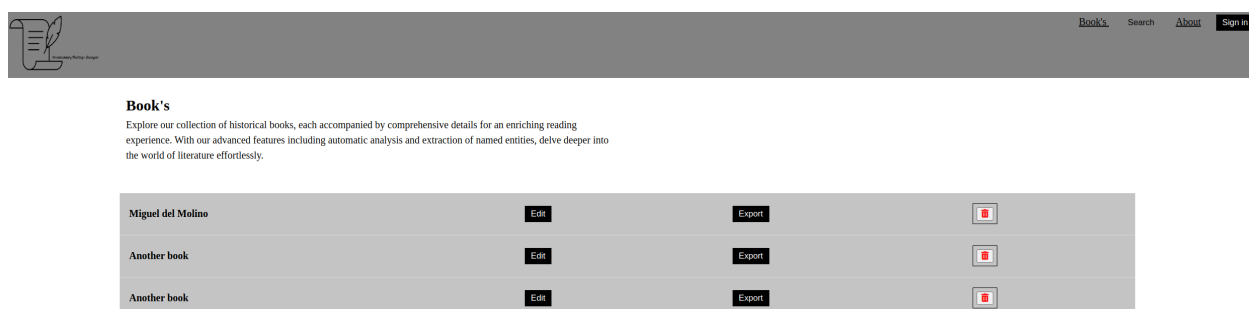 Book's Search About Sign in
Book's
Explore our collection of historical books, each accompanied by comprehensive details for an enriching reading
experience. With our advanced features including automatic analysis and extraction of named entities, delve deeper into
the world of literature effortlessly.
Miguel del Molino Edit Export
Another book Edit Export
Another book Edit Export